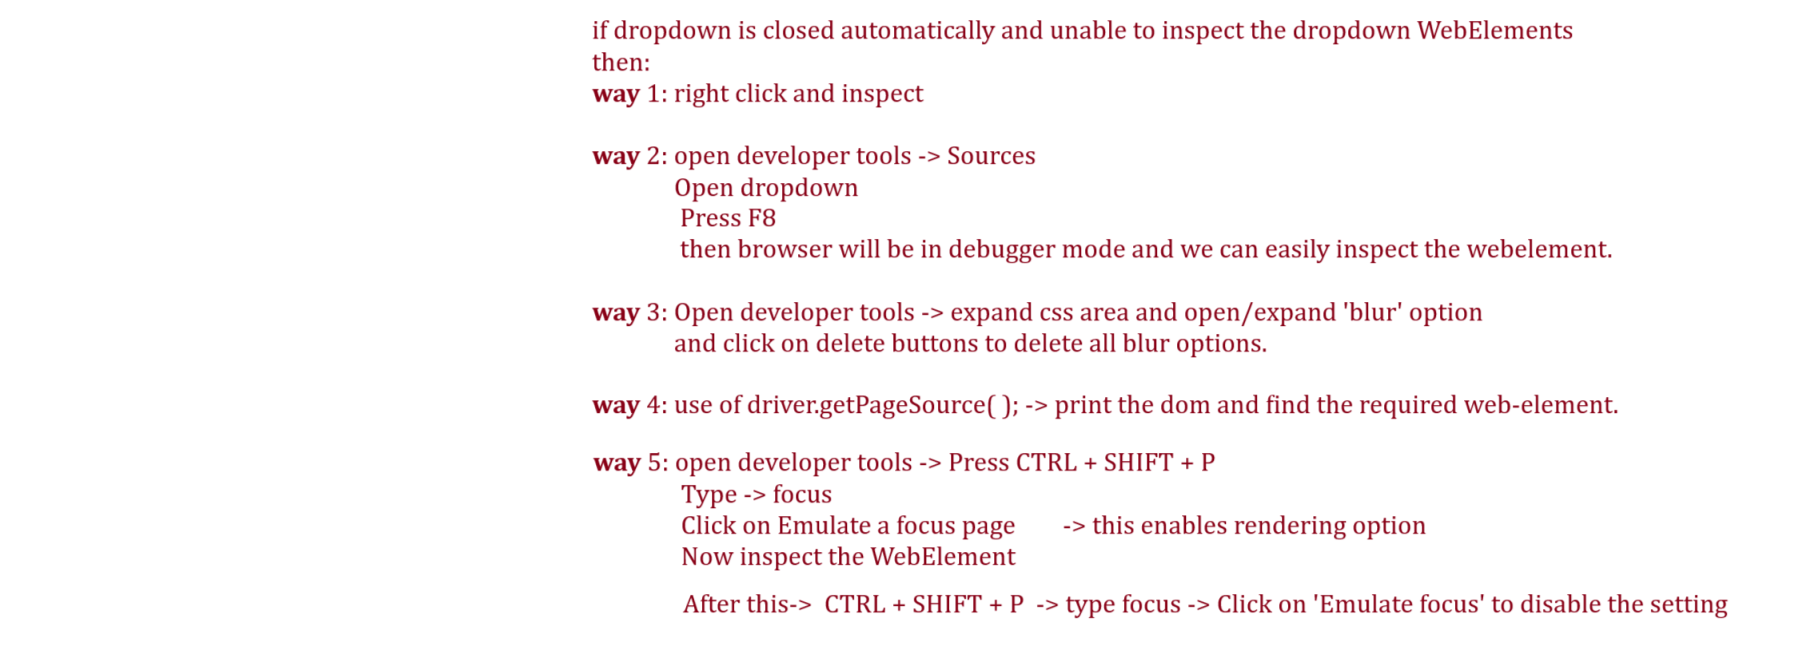 if dropdown is closed automatically and unable to inspect the dropdown WebElements
then:
way 1: right click and inspect
way 2: open developer tools -> Sources
Open dropdown
Press F8
then browser will be in debugger mode and we can easily inspect the webelement.
way 3: Open developer tools -> expand css area and open/expand 'blur' option
and click on delete buttons to delete all blur options.
way 4: use of driver.getPageSource( ); -> print the dom and find the required web-element.
way 5: open developer tools -> Press CTRL + SHIFT + P
Type -> focus
Click on Emulate a focus page -> this enables rendering option
Now inspect the WebElement
After this-> CTRL + SHIFT + P -> type focus -> Click on 'Emulate focus' to disable the setting